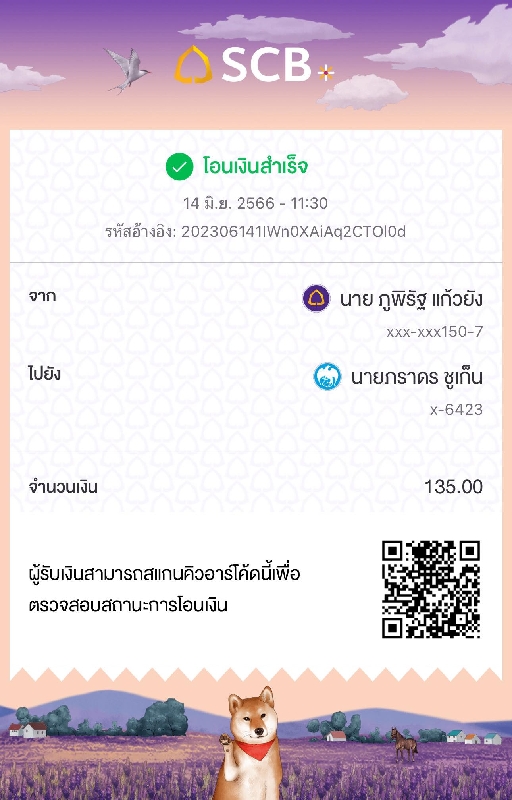 SCB
โอนเงินสำเร็จ
14 มิ.ย. 2566 - 11:30
รหัสอ้างอิง: 202306141IWn0XAiAq2CTOl0d
จาก
นาย ภูพิรัฐ แก้วยัง
xxx-xxx150-7
ไปยัง
นายภราดร ชูเก็น
x-6423
จำนวนเงิน
135.00
ผู้รับเงินสามารถสแกนคิวอาร์โค้ดนี้เพื่อ
ตรวจสอบสถานะการโอนเงิน